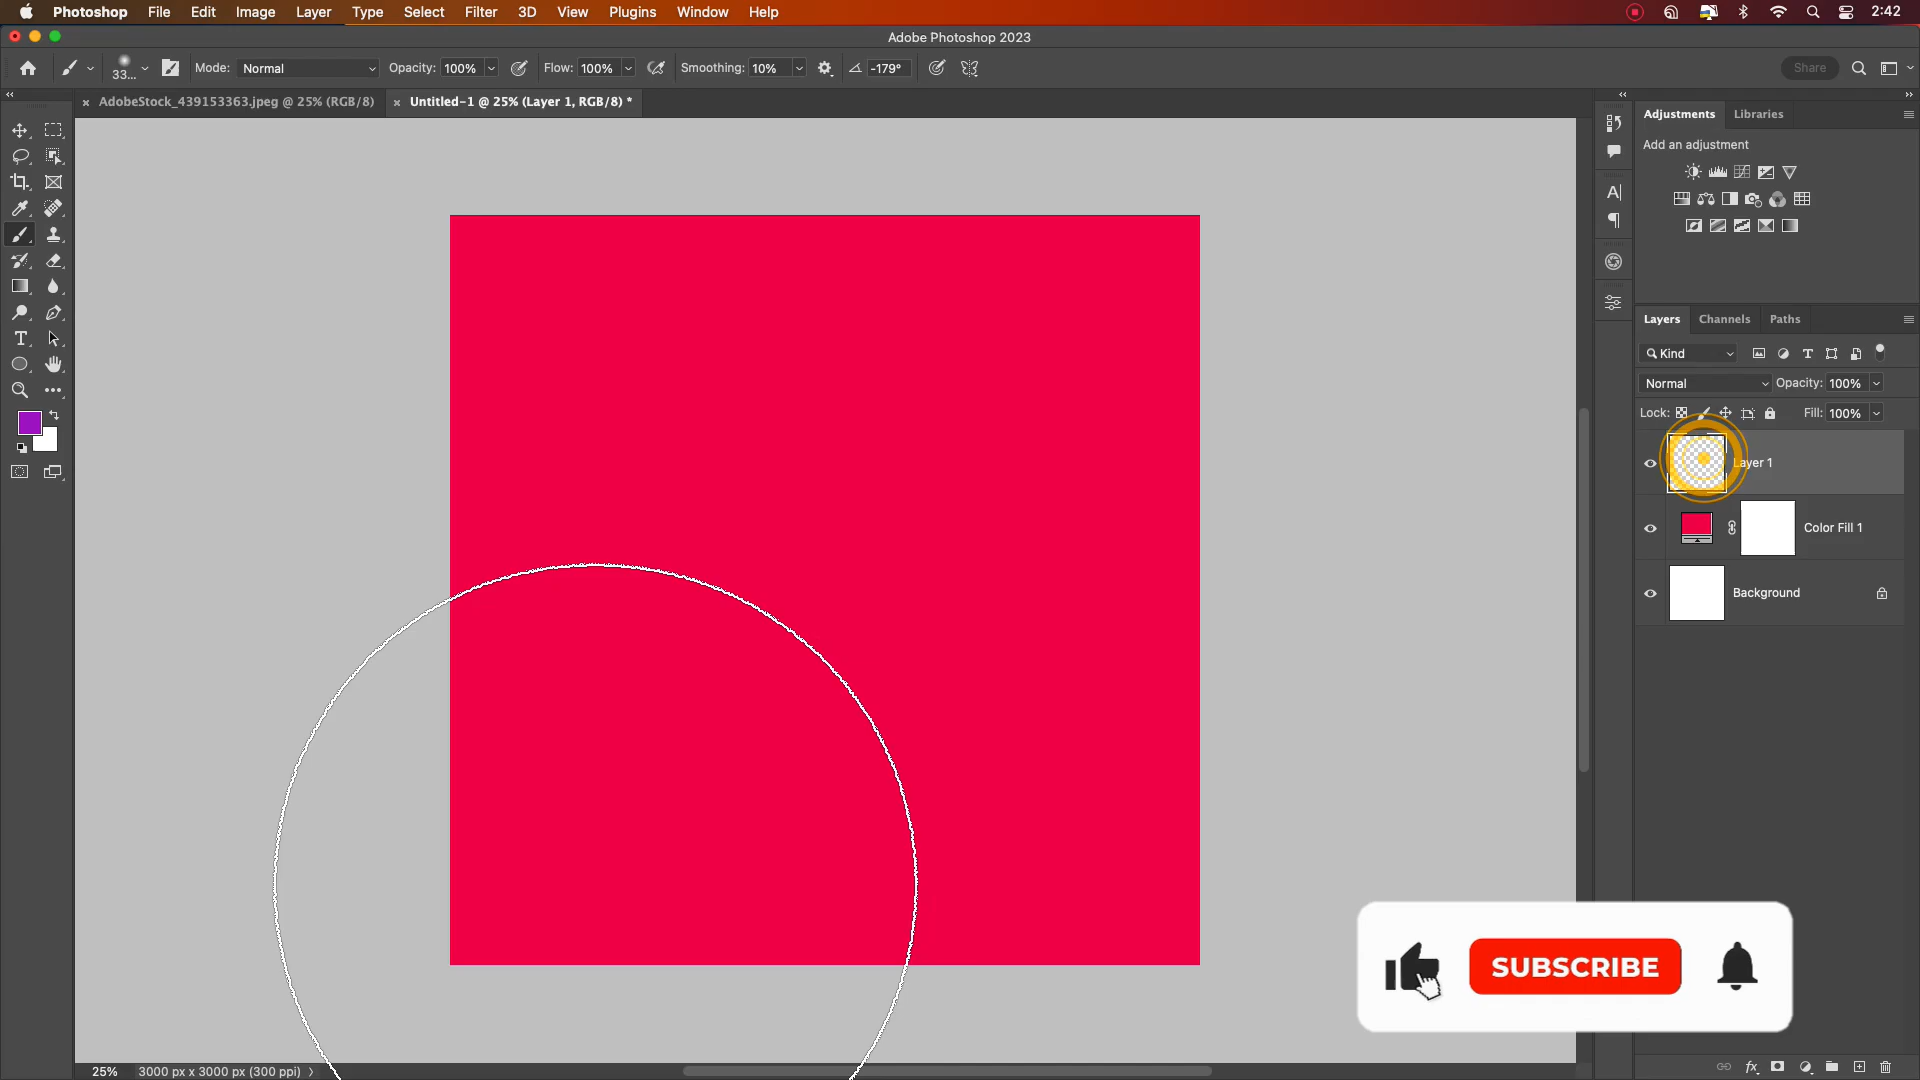 Photoshop File Edit Image Layer Type Select Filter 3D View Plugins Window Help 2:42
Adobe Photoshop 2023
33... Mode: Normal Opacity: 100% Flow: 100% Smoothing: 10% -179° Share
AdobeStock_439153363.jpeg @ 25% (RGB/8) Untitled-1 @ 25% (Layer 1, RGB/8) *
Adjustments Libraries
Add an adjustment
Layers Channels Paths
Kind
Normal Opacity: 100%
Lock: Fill: 100%
Layer 1
Color Fill 1
Background
SUBSCRIBE
25% 3000 px x 3000 px (300 ppi)